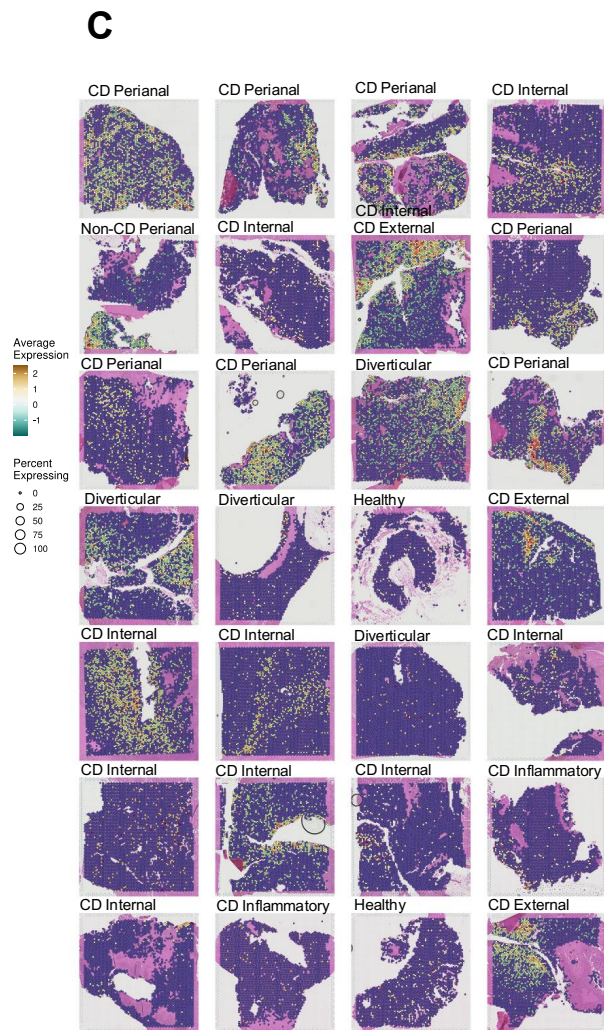 C
CD Perianal
CD Perianal
CD Perianal
CD Internal
Non-CD Perianal
CD Internal
CD Internal
CD External
CD Perianal
Average
Expression
2
1
0
−1
Percent
Expressing
0
25
50
75
100
CD Perianal
CD Perianal
Diverticular
CD Perianal
Diverticular
Diverticular
Healthy
CD External
CD Internal
CD Internal
Diverticular
CD Internal
CD Internal
CD Internal
CD Internal
CD Inflammatory
CD Internal
CD Inflammatory
Healthy
CD External